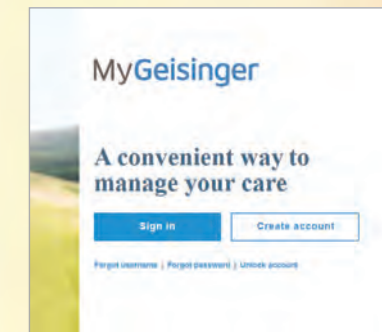 MyGeisinger
A convenient way to
manage your care
Sign in
Create account
Forgot username | Forgot password | Unlock account